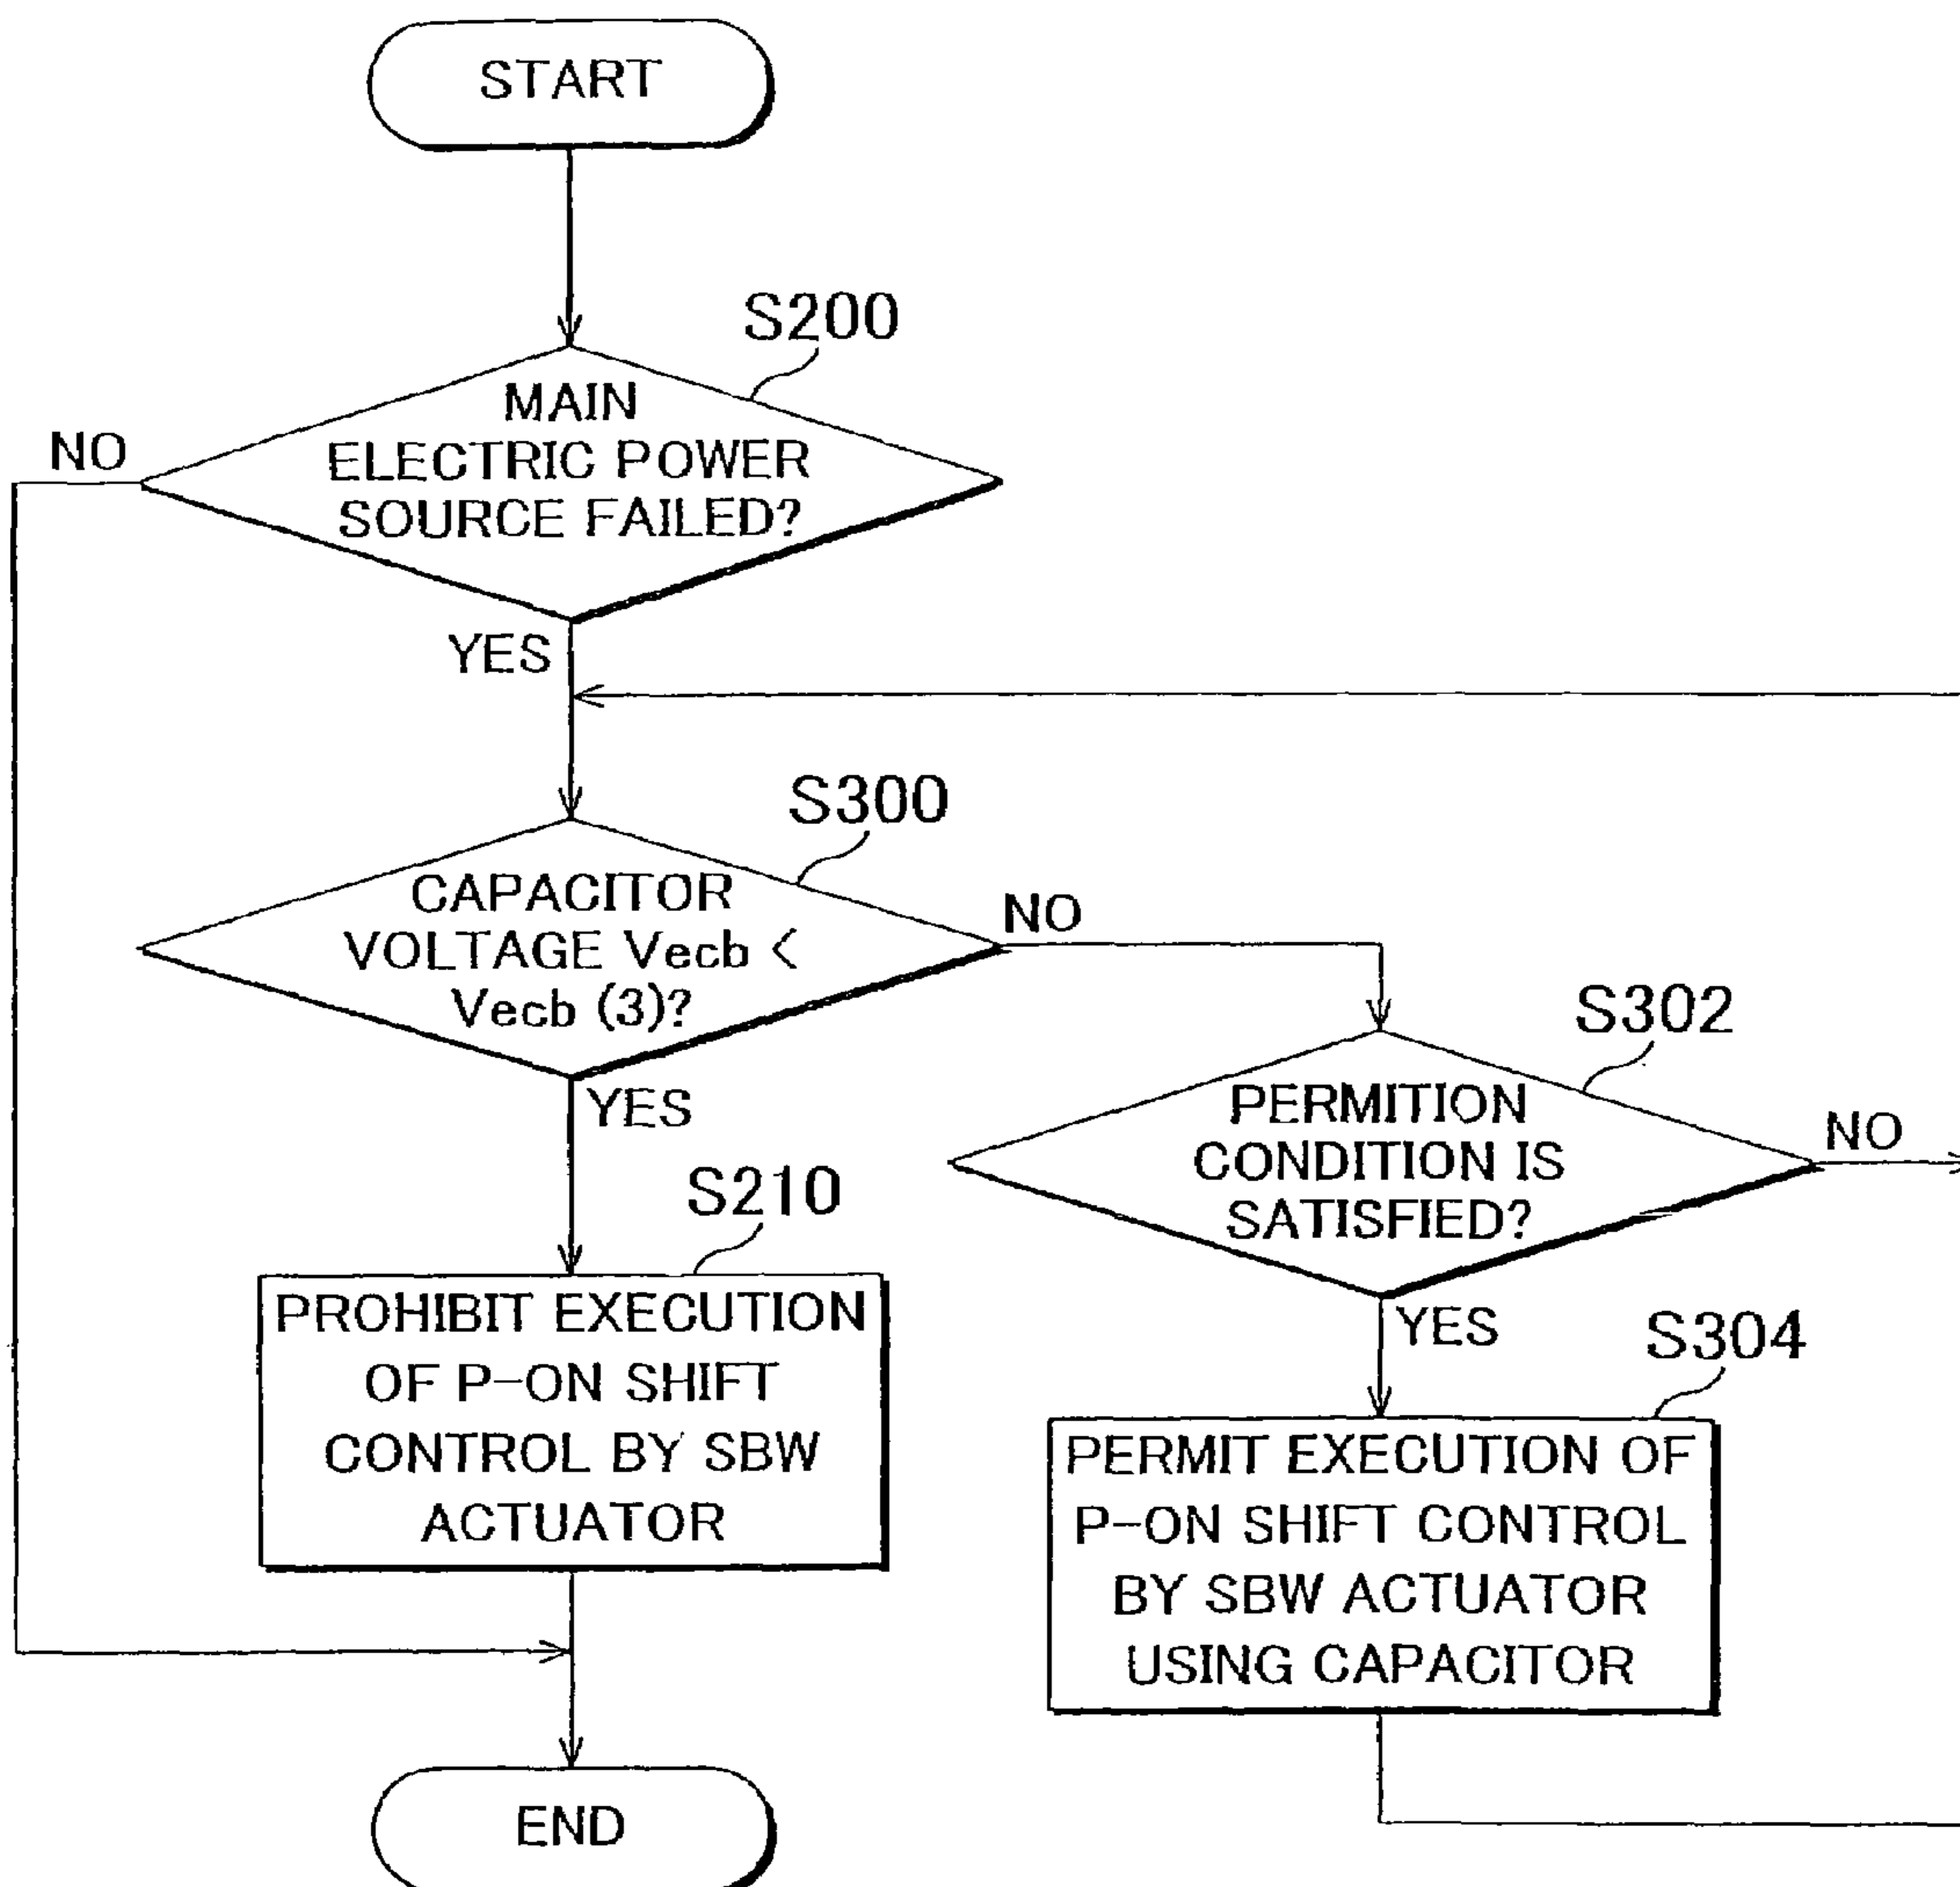 START
S200
MAIN
ELECTRIC POWER
SOURCE FAILED?
NO
YES
S300
CAPACITOR
VOLTAGE Vecb <
Vecb (3)?
NO
YES
S302
PERMITION
CONDITION IS
SATISFIED?
NO
YES
S210
PROHIBIT EXECUTION
OF P-ON SHIFT
CONTROL BY SBW
ACTUATOR
S304
PERMIT EXECUTION OF
P-ON SHIFT CONTROL
BY SBW ACTUATOR
USING CAPACITOR
END